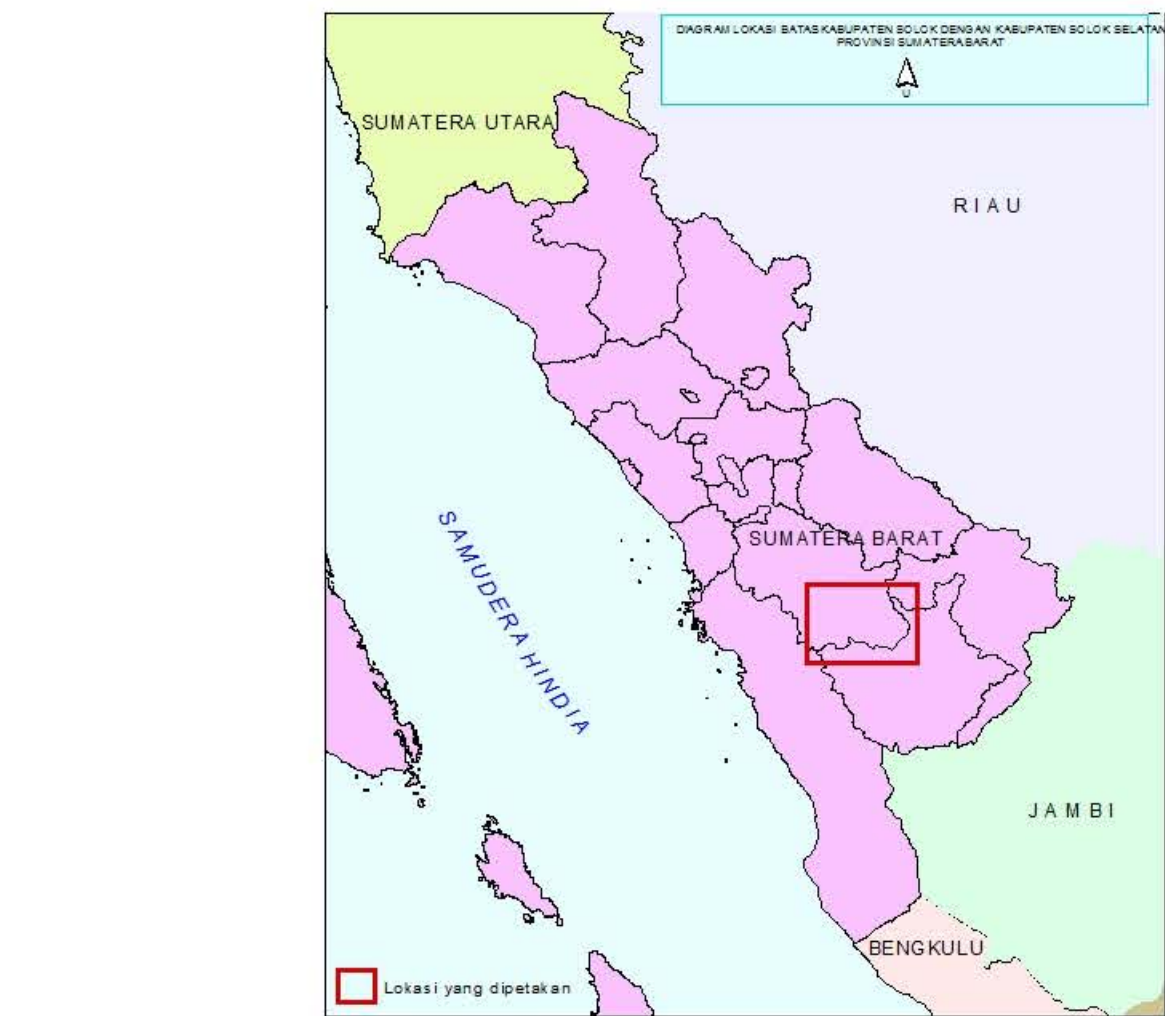 DIAGRAM LOKASI BATAS KABUPATEN SOLOK DENGAN KABUPATEN SOLOK SELATAN
PROVINSI SUMATERA BARAT
U
SUMATERA UTARA
RIAU
SUMATERA BARAT
SAMUDERA HINDIA
JAMBI
BENGKULU
Lokasi yang dipetakan